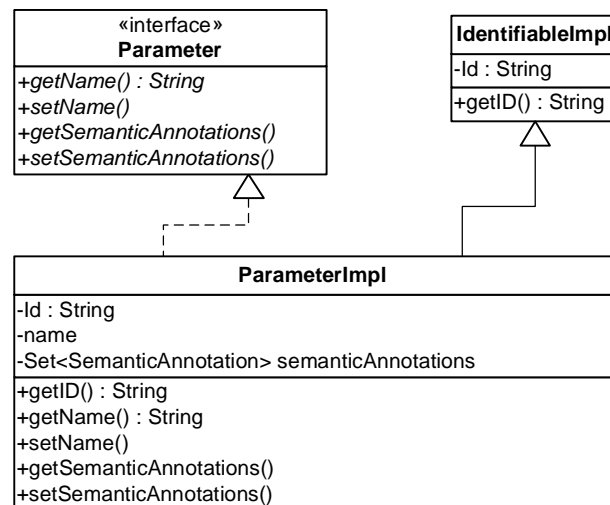 «interface»
Parameter
+getName() : String
+setName()
+getSemanticAnnotations()
+setSemanticAnnotations()
IdentifiableImpl
-Id : String
+getID() : String
ParameterImpl
-Id : String
-name
-Set<SemanticAnnotation> semanticAnnotations
+getID() : String
+getName() : String
+setName()
+getSemanticAnnotations()
+setSemanticAnnotations()